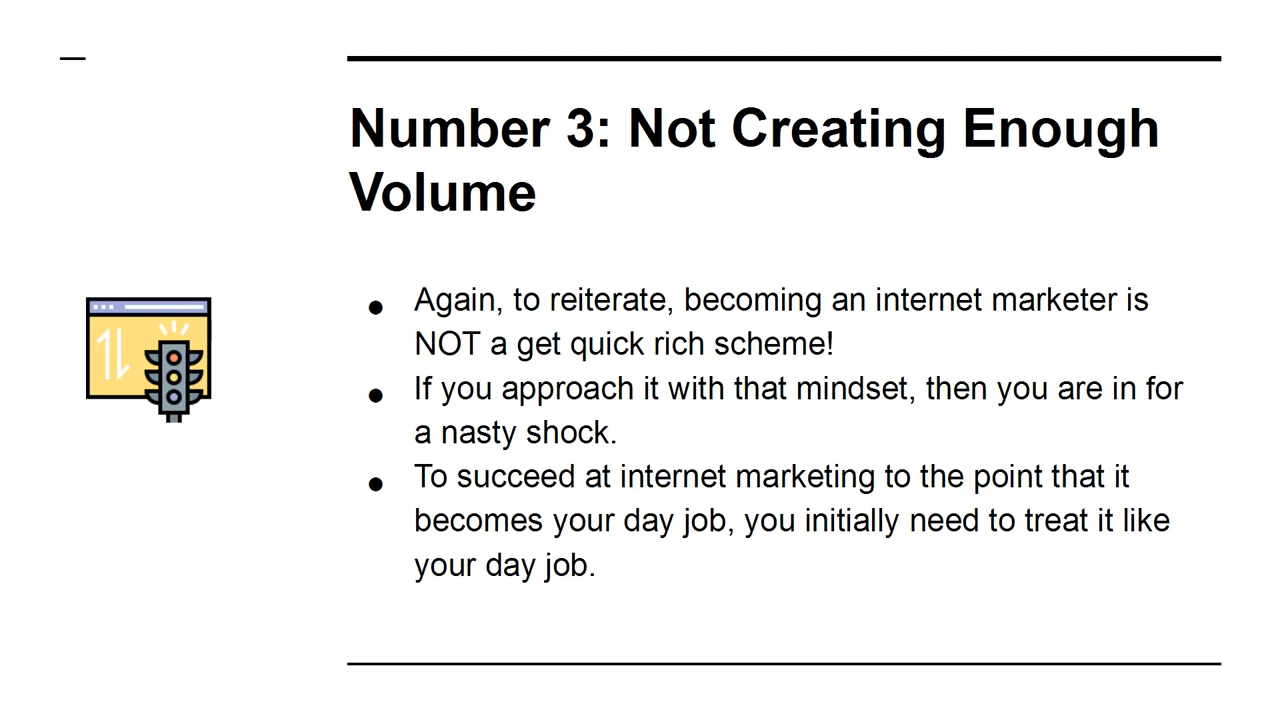 Number 3: Not Creating Enough
Volume
● Again, to reiterate, becoming an internet marketer is
NOT a get quick rich scheme!
● If you approach it with that mindset, then you are in for
a nasty shock.
● To succeed at internet marketing to the point that it
becomes your day job, you initially need to treat it like
your day job.